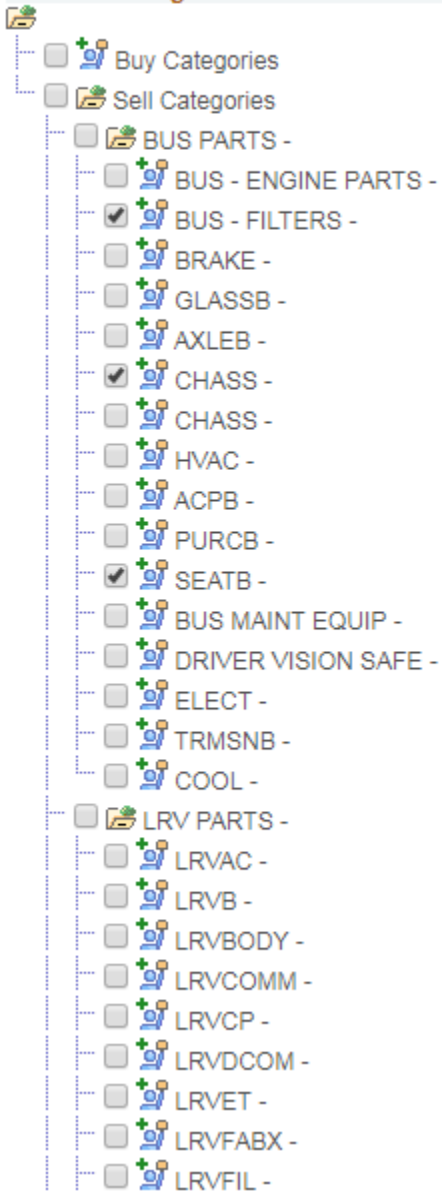 Buy Categories
Sell Categories
BUS PARTS -
BUS - ENGINE PARTS -
BUS - FILTERS -
BRAKE -
GLASSB -
AXLEB -
CHASS -
CHASS -
HVAC -
ACPB -
PURCB -
SEATB -
BUS MAINT EQUIP -
DRIVER VISION SAFE -
ELECT -
TRMSNB -
COOL -
LRV PARTS -
LRVAC -
LRVB -
LRVBODY -
LRVCOMM -
LRVCP -
LRVDCOM -
LRVET -
LRVFABX -
LRVFIL -